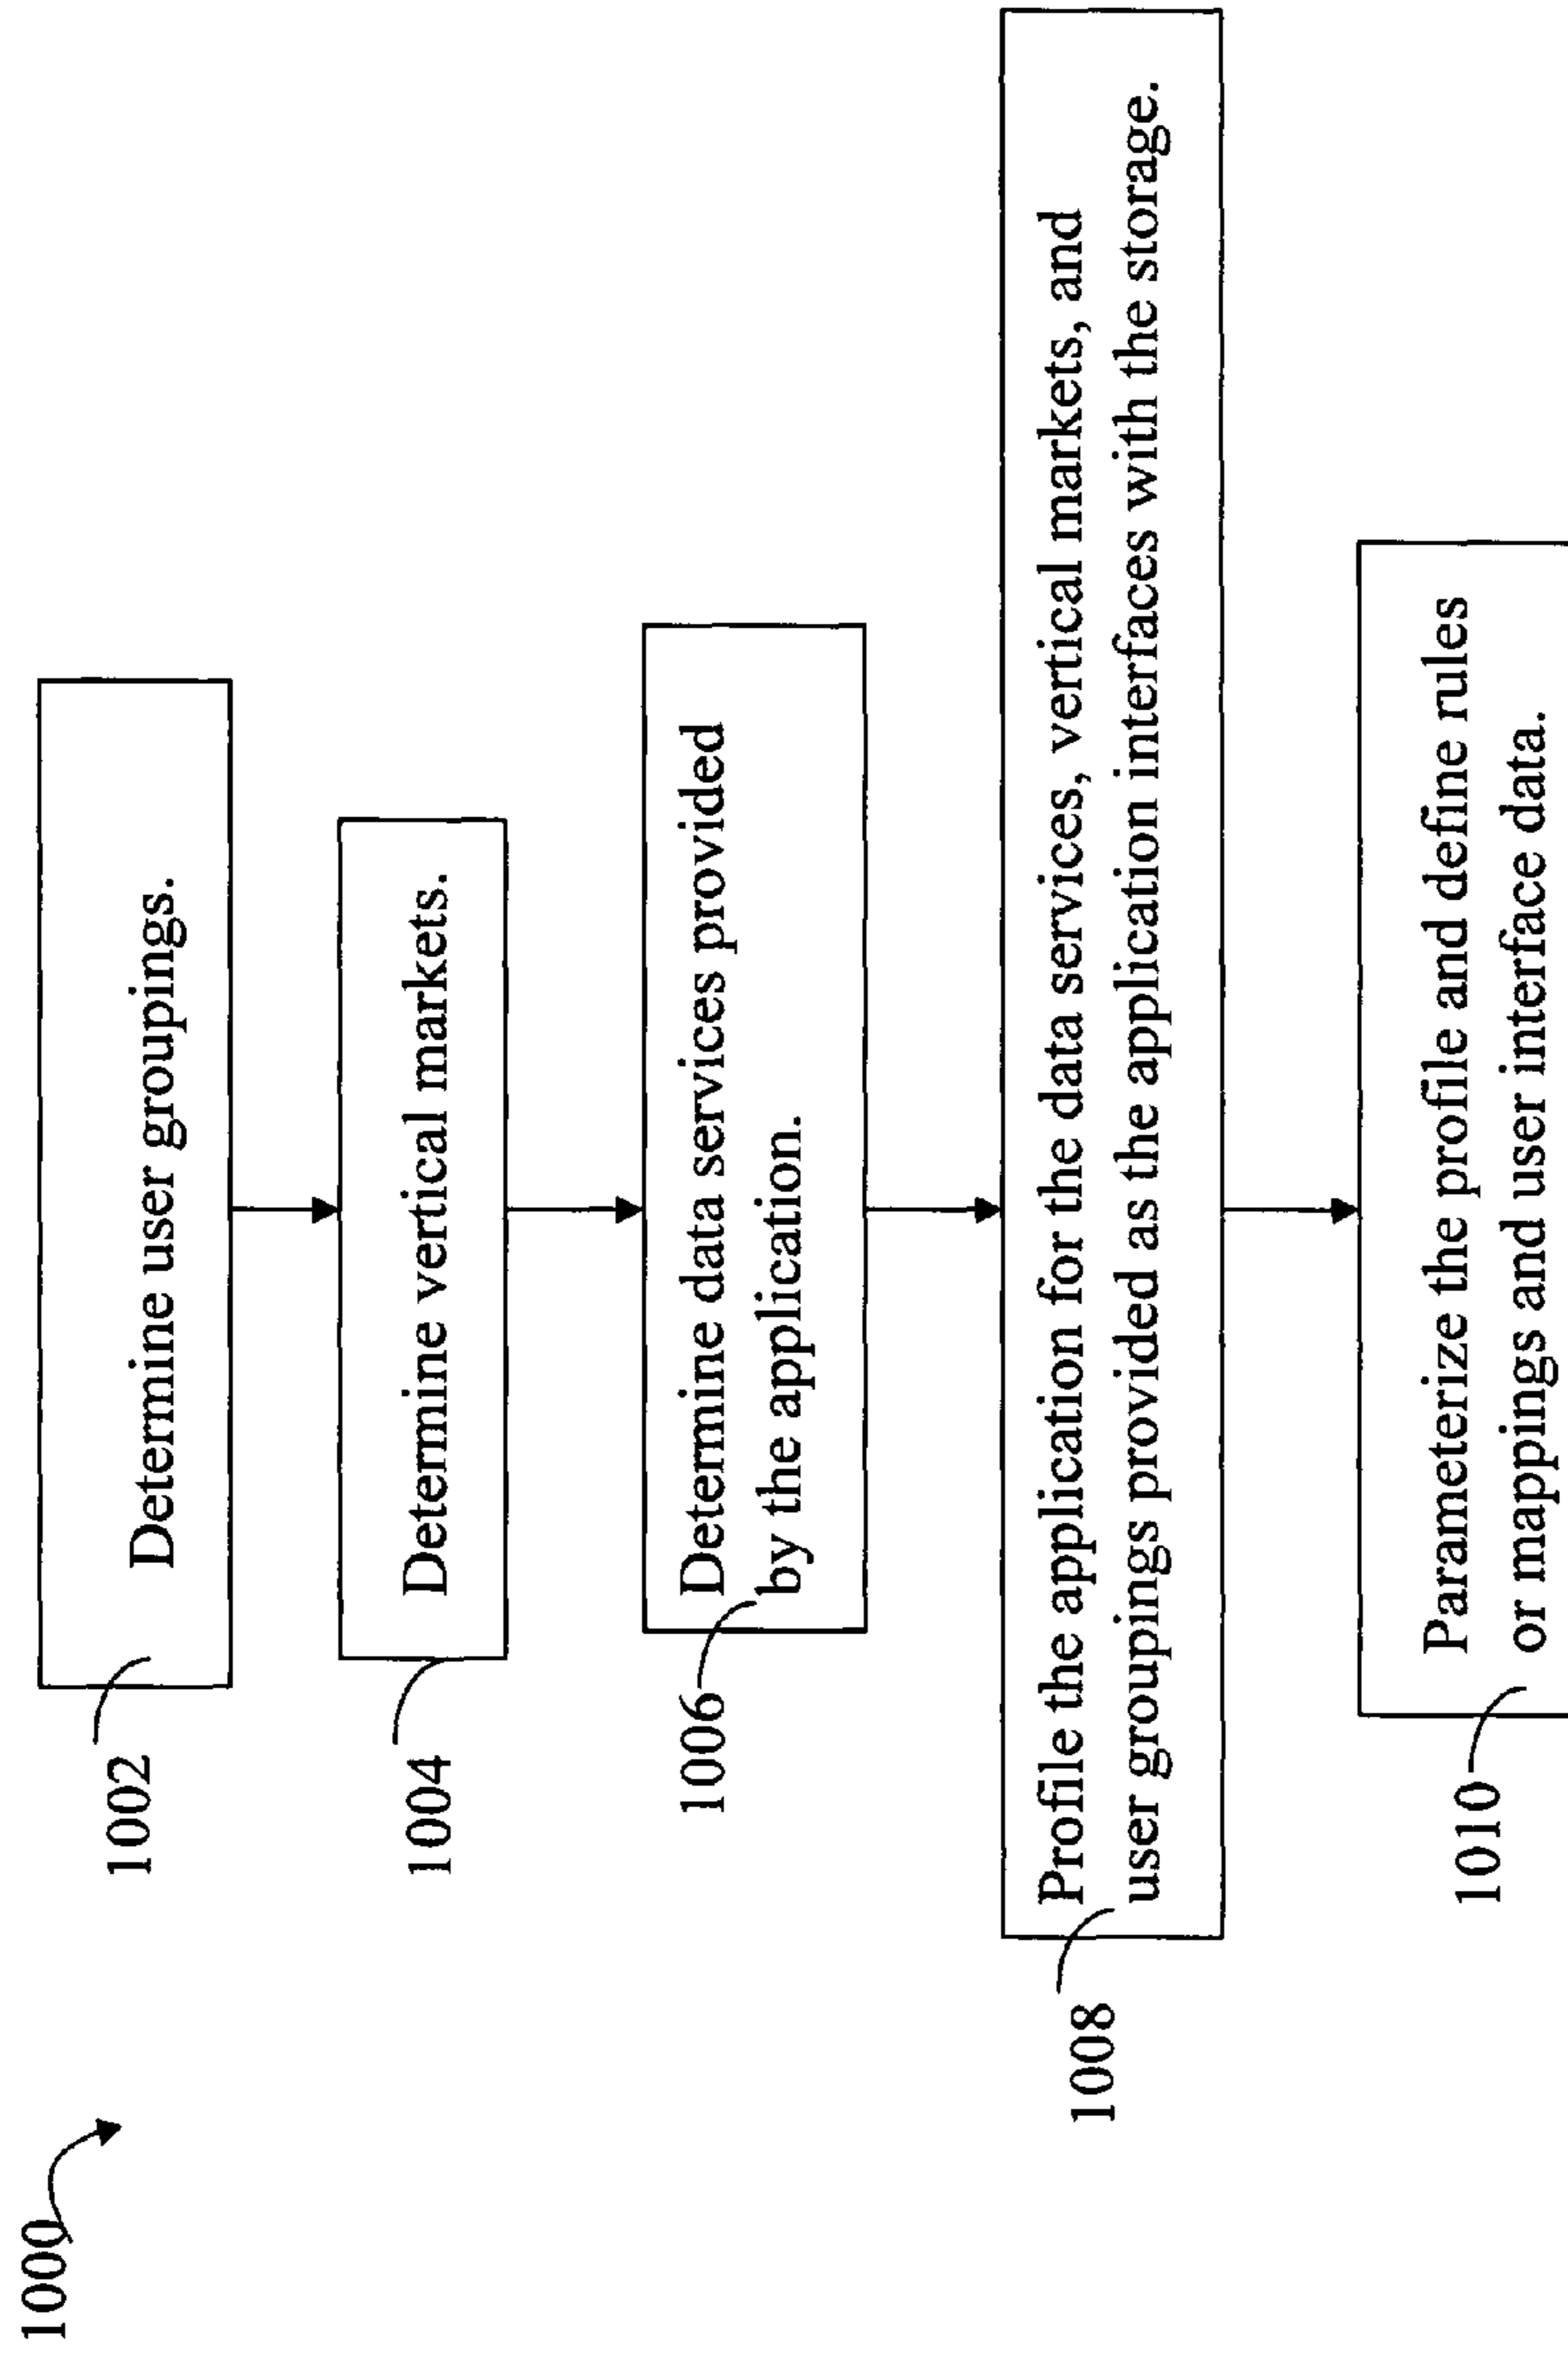 1000
1002
Determine user groupings.
1004
Determine vertical markets.
1006
Determine data services provided
by the application.
1008
Profile the application for the data services, vertical markets, and
user groupings provided as the application interfaces with the storage.
1010
Parameterize the profile and define rules
or mappings and user interface data.